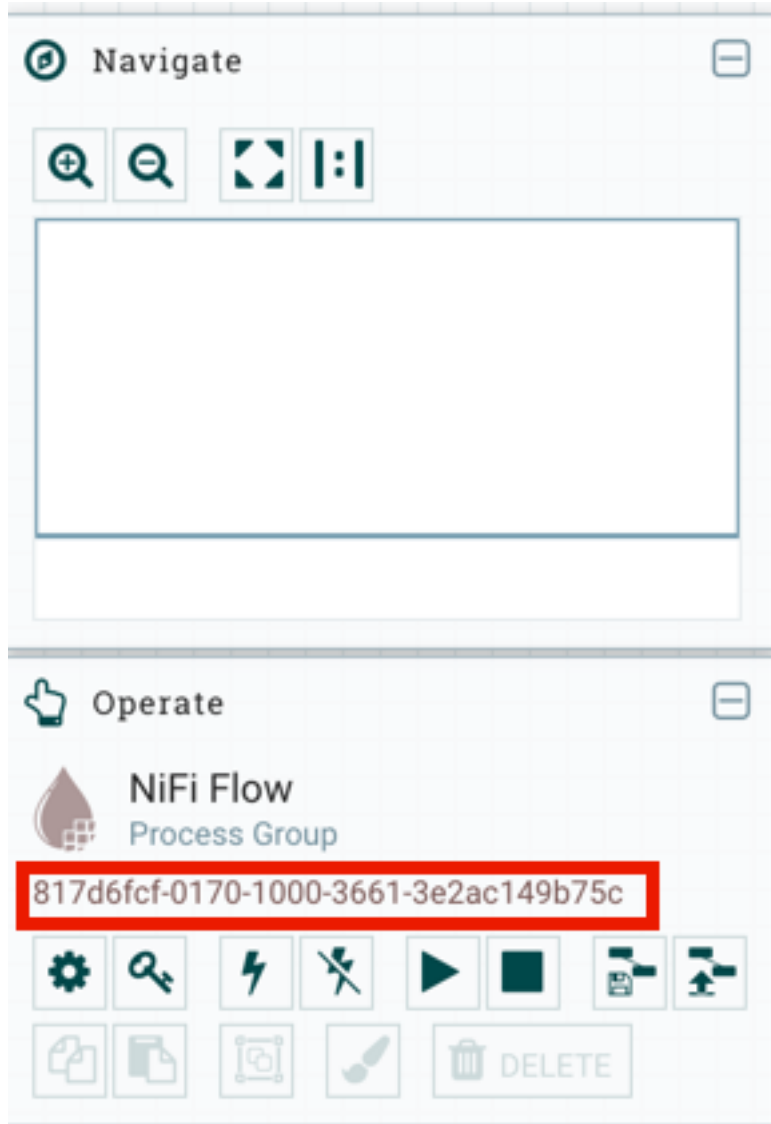 Navigate
Operate
NiFi Flow
Process Group
817d6fcf-0170-1000-3661-3e2ac149b75c
DELETE